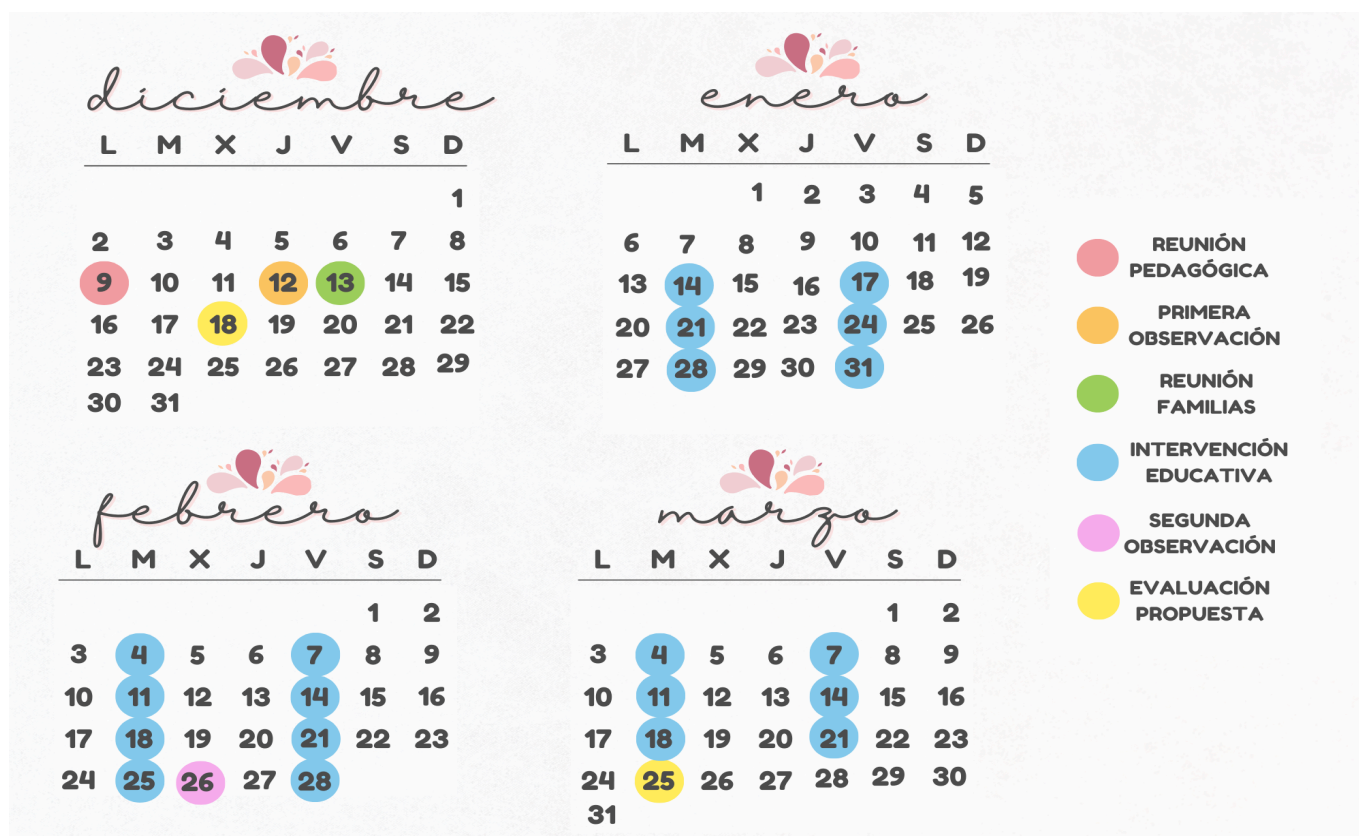 diciembre
L M X J V S D
1
2 3 4 5 6 7 8
9 10 11 12 13 14 15
16 17 18 19 20 21 22
23 24 25 26 27 28 29
30 31
enero
L M X J V S D
1 2 3 4 5
6 7 8 9 10 11 12
13 14 15 16 17 18 19
20 21 22 23 24 25 26
27 28 29 30 31
febrero
L M X J V S D
1 2
3 4 5 6 7 8 9
10 11 12 13 14 15 16
17 18 19 20 21 22 23
24 25 26 27 28
marzo
L M X J V S D
1 2
3 4 5 6 7 8 9
10 11 12 13 14 15 16
17 18 19 20 21 22 23
24 25 26 27 28 29 30
31
REUNIÓN
PEDAGÓGICA
PRIMERA
OBSERVACIÓN
REUNIÓN
FAMILIAS
INTERVENCIÓN
EDUCATIVA
SEGUNDA
OBSERVACIÓN
EVALUACIÓN
PROPUESTA